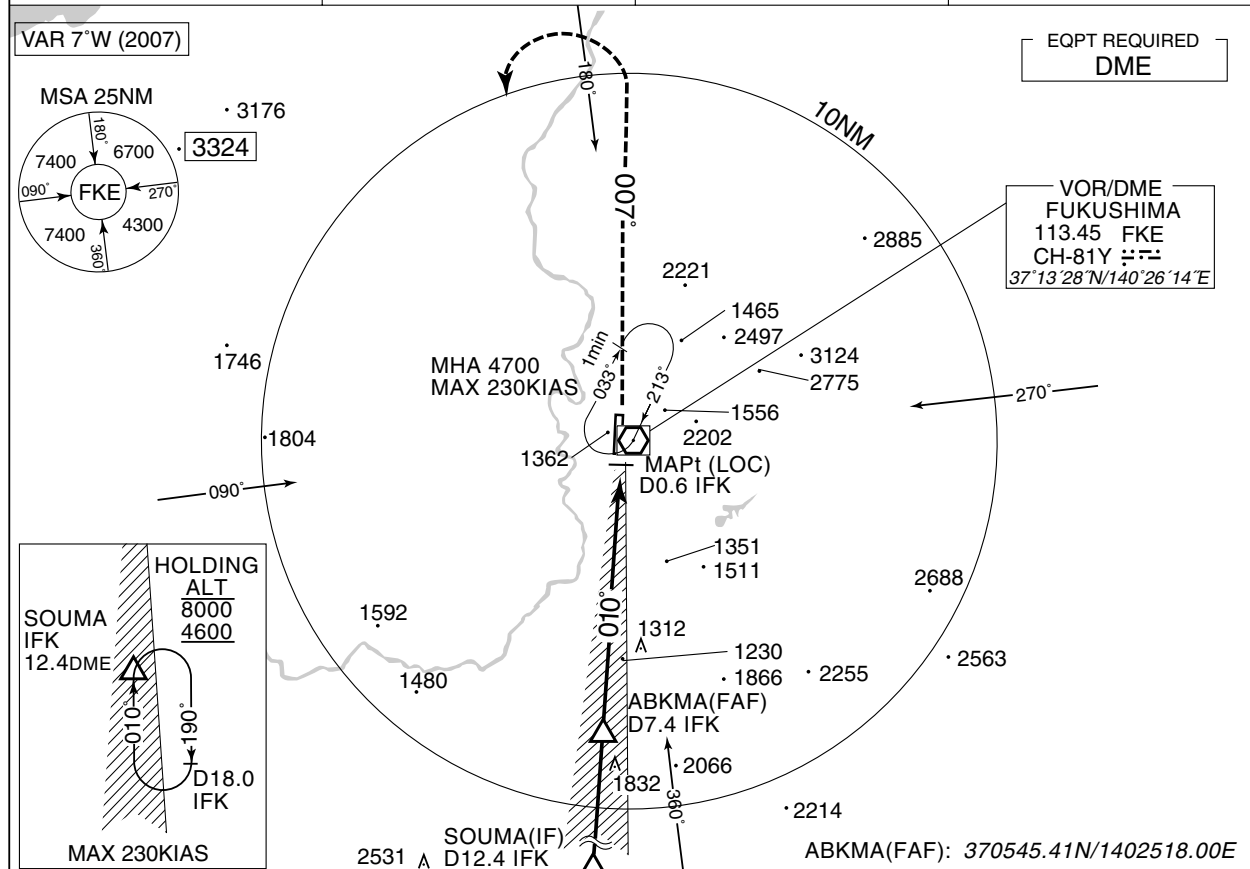 VAR 7°W (2007)
EQPT REQUIRED
DME
MSA 25NM
180°
7400
6700
090°
FKE
270°
7400
4300
360°
3176
3324
180°
10NM
007°
VOR/DME
FUKUSHIMA
113.45 FKE
CH-81Y
37°13´28˝N/140°26´14˝E
2885
2221
1465
2497
3124
2775
1746
MHA 4700
MAX 230KIAS
1min
033°
213°
1556
2202
270°
1804
1362
MAPt (LOC)
D0.6 IFK
090°
1351
1511
2688
HOLDING
ALT
8000
4600
SOUMA
IFK
12.4DME
010°
190°
D18.0
IFK
MAX 230KIAS
1592
010°
1312
1230
1866
2255
2563
1480
ABKMA(FAF)
D7.4 IFK
2066
1832
360°
2214
SOUMA(IF)
D12.4 IFK
2531
ABKMA(FAF): 370545.41N/1402518.00E